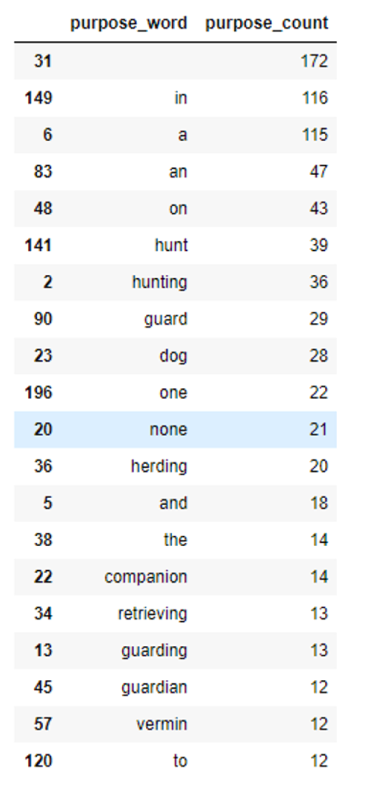 purpose_word purpose_count
31 172
149 in 116
6 a 115
83 an 47
48 on 43
141 hunt 39
2 hunting 36
90 guard 29
23 dog 28
196 one 22
20 none 21
36 herding 20
5 and 18
38 the 14
22 companion 14
34 retrieving 13
13 guarding 13
45 guardian 12
57 vermin 12
120 to 12